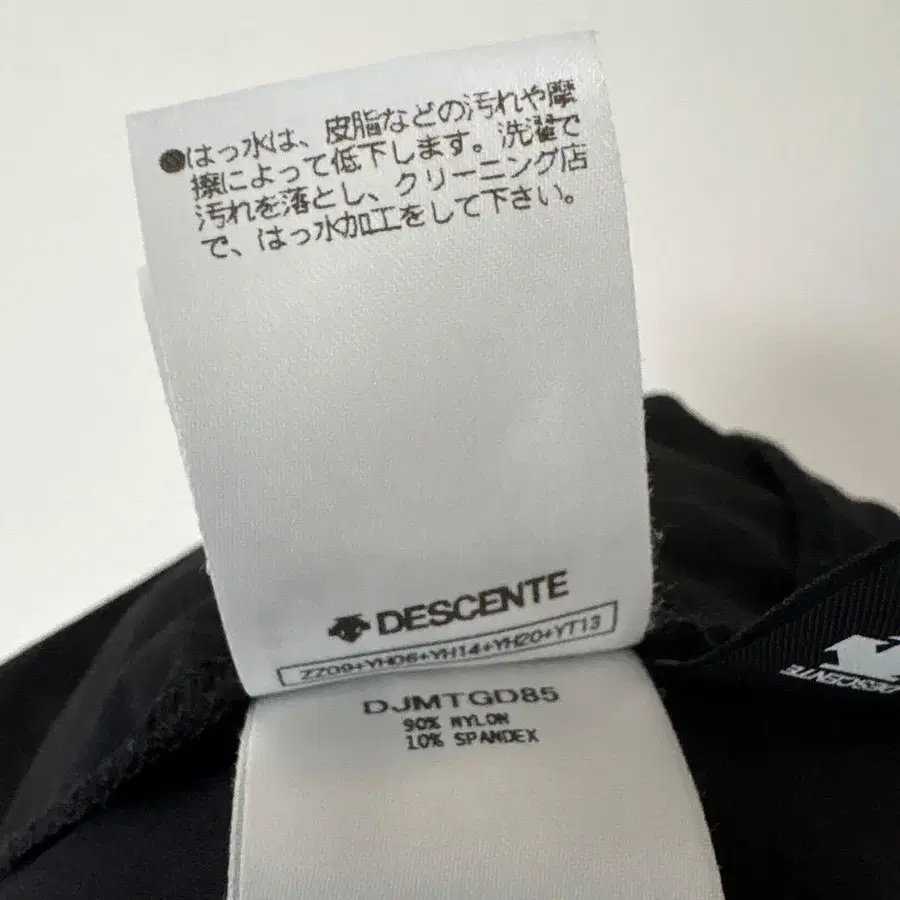 ●はっ水は、皮脂などの汚れや摩
擦によって低下します。洗濯で
汚れを落とし、クリーニング店
で、はっ水加工をして下さい。
DESCENTE
ZZ09+YH06+YH14+YH20+YT13
DJMTGD85
90% NYLON
10% SPANDEX
DESCENTE